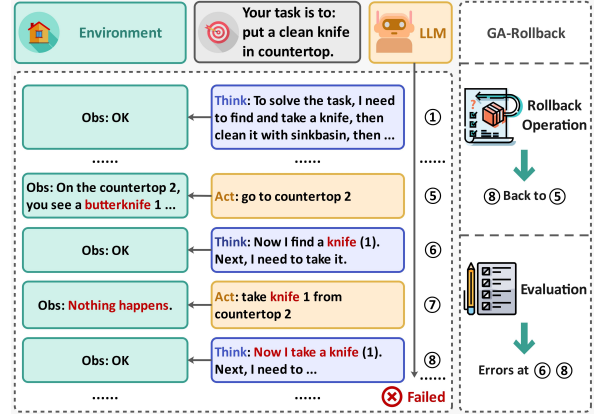 Environment
Your task is to:
put a clean knife
in countertop.
LLM
GA-Rollback
Obs: OK
Think: To solve the task, I need
to find and take a knife, then
clean it with sinkbasin, then ...
①
......
......
......
Obs: On the countertop 2,
you see a butterknife 1 ...
Act: go to countertop 2
⑤
Obs: OK
Think: Now I find a knife (1).
Next, I need to take it.
⑥
Obs: Nothing happens.
Act: take knife 1 from
countertop 2
⑦
Obs: OK
Think: Now I take a knife (1).
Next, I need to ...
⑧
......
......
......
Failed
Rollback
Operation
⑧ Back to ⑤
Evaluation
Errors at ⑥ ⑧